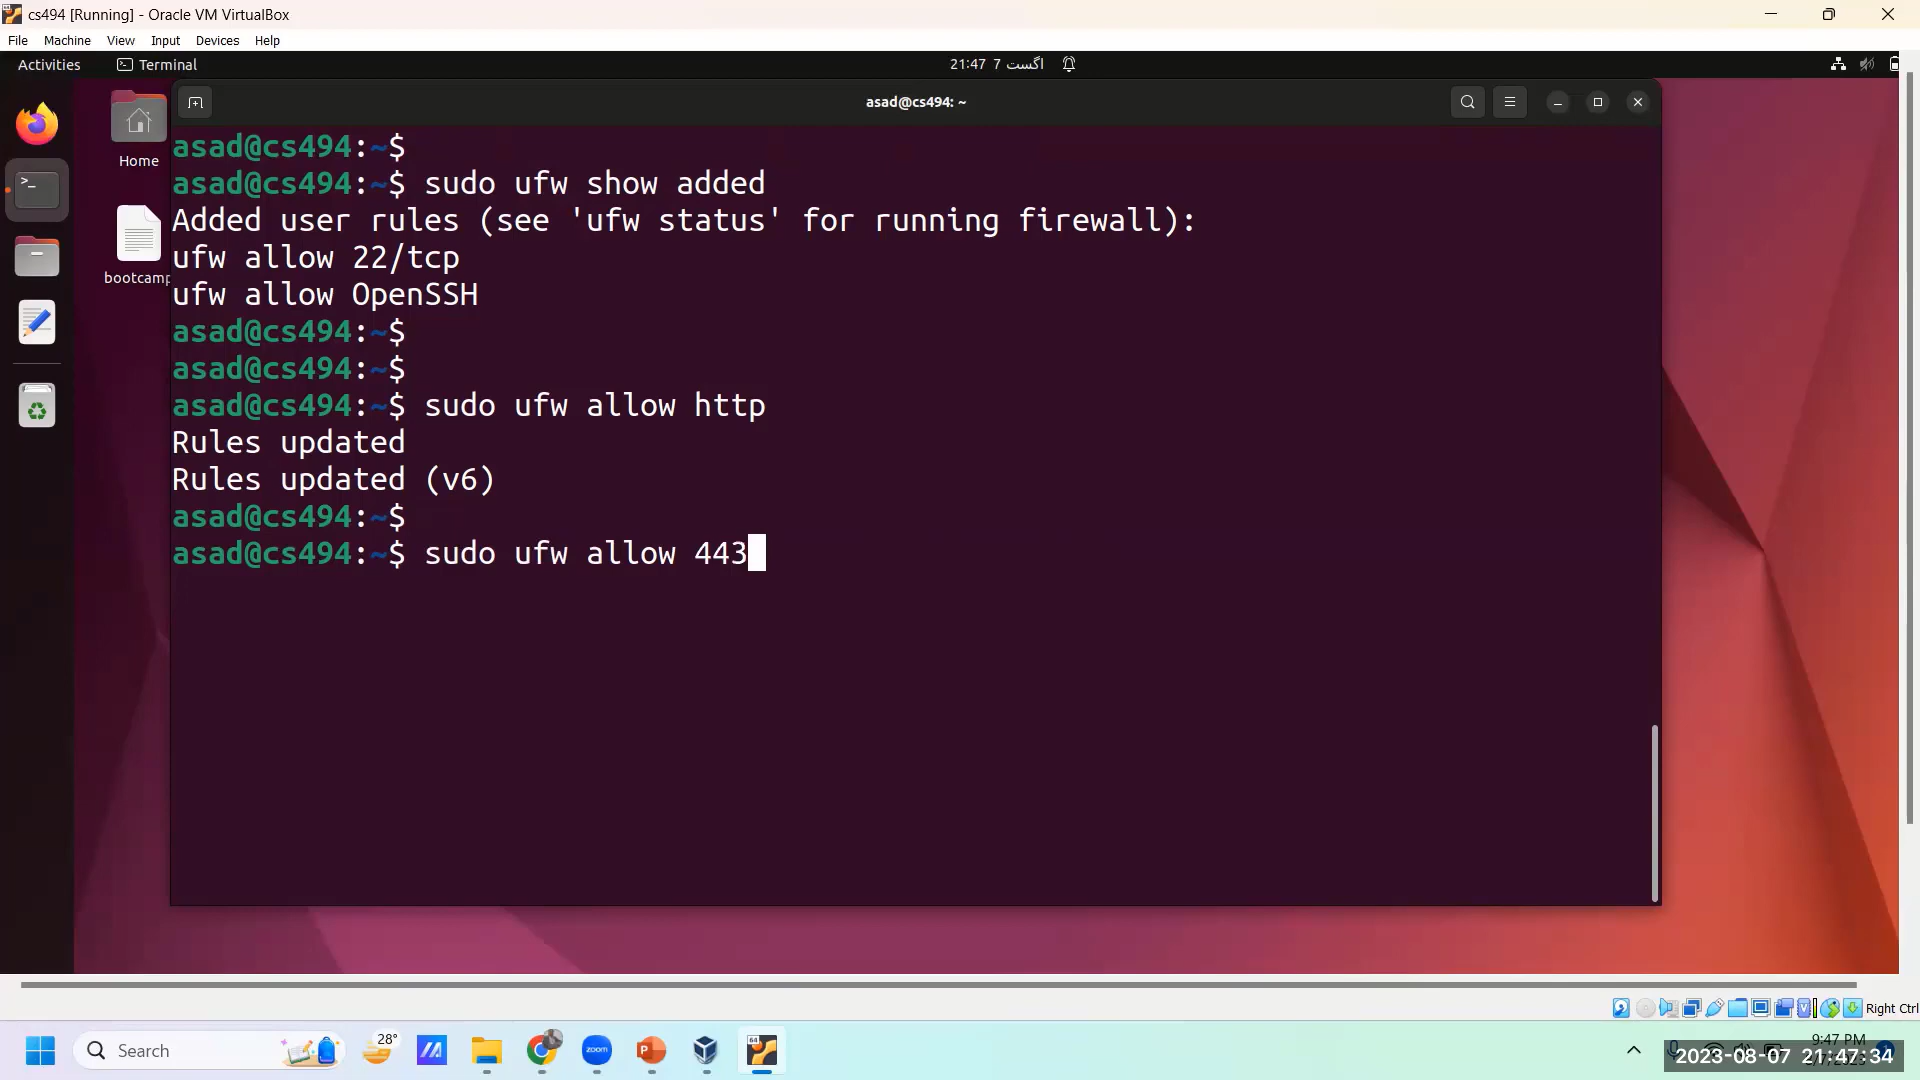 cs494 [Running] - Oracle VM VirtualBox
File Machine View Input Devices Help
Activities Terminal 21:47 7 اگست
asad@cs494: ~
Home
bootcamp
asad@cs494:~$
asad@cs494:~$ sudo ufw show added
Added user rules (see 'ufw status' for running firewall):
ufw allow 22/tcp
ufw allow OpenSSH
asad@cs494:~$
asad@cs494:~$
asad@cs494:~$ sudo ufw allow http
Rules updated
Rules updated (v6)
asad@cs494:~$
asad@cs494:~$ sudo ufw allow 443
Right Ctrl
Search
28°
zoom
9:47 PM
2023-08-07 21:47:34